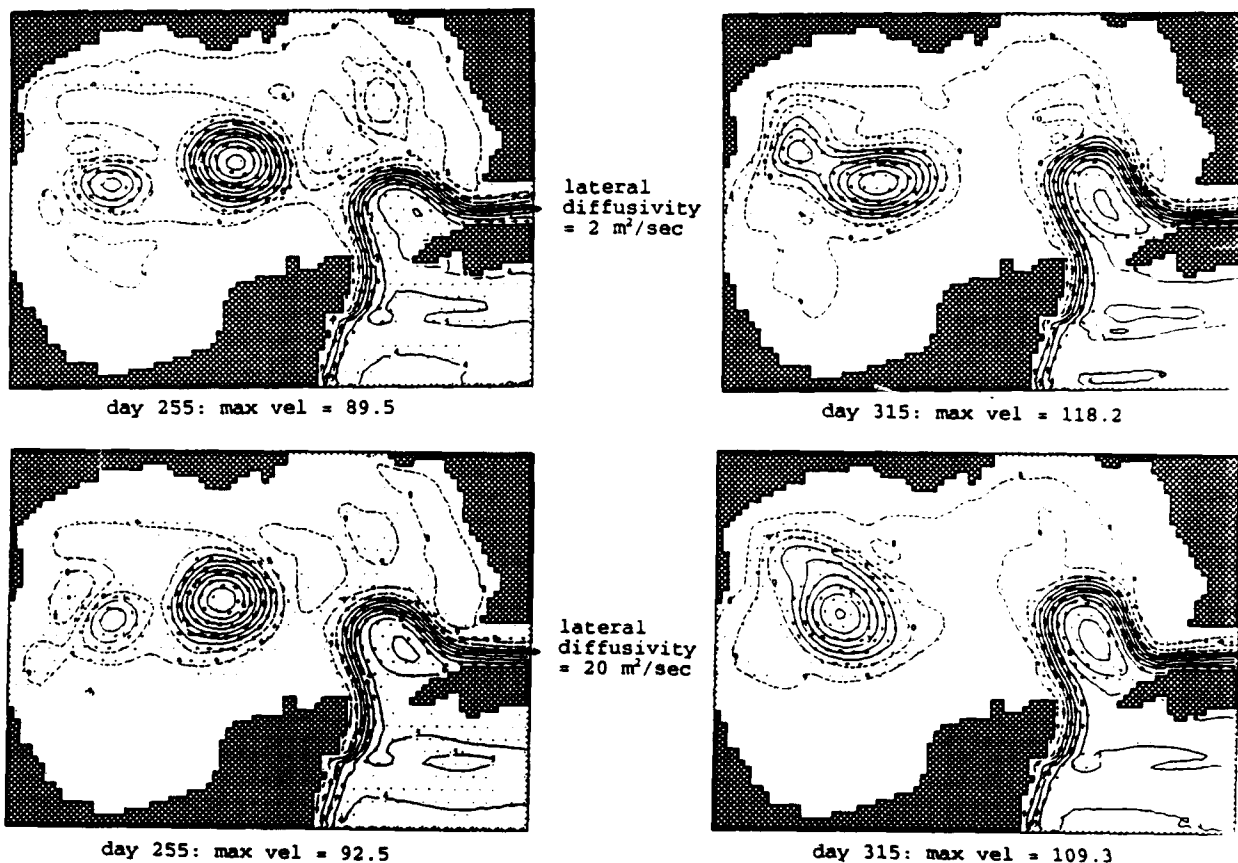 lateral
diffusivity
= 2 m²/sec
day 255: max vel = 89.5
day 315: max vel = 118.2
lateral
diffusivity
= 20 m²/sec
day 255: max vel = 92.5
day 315: max vel = 109.3